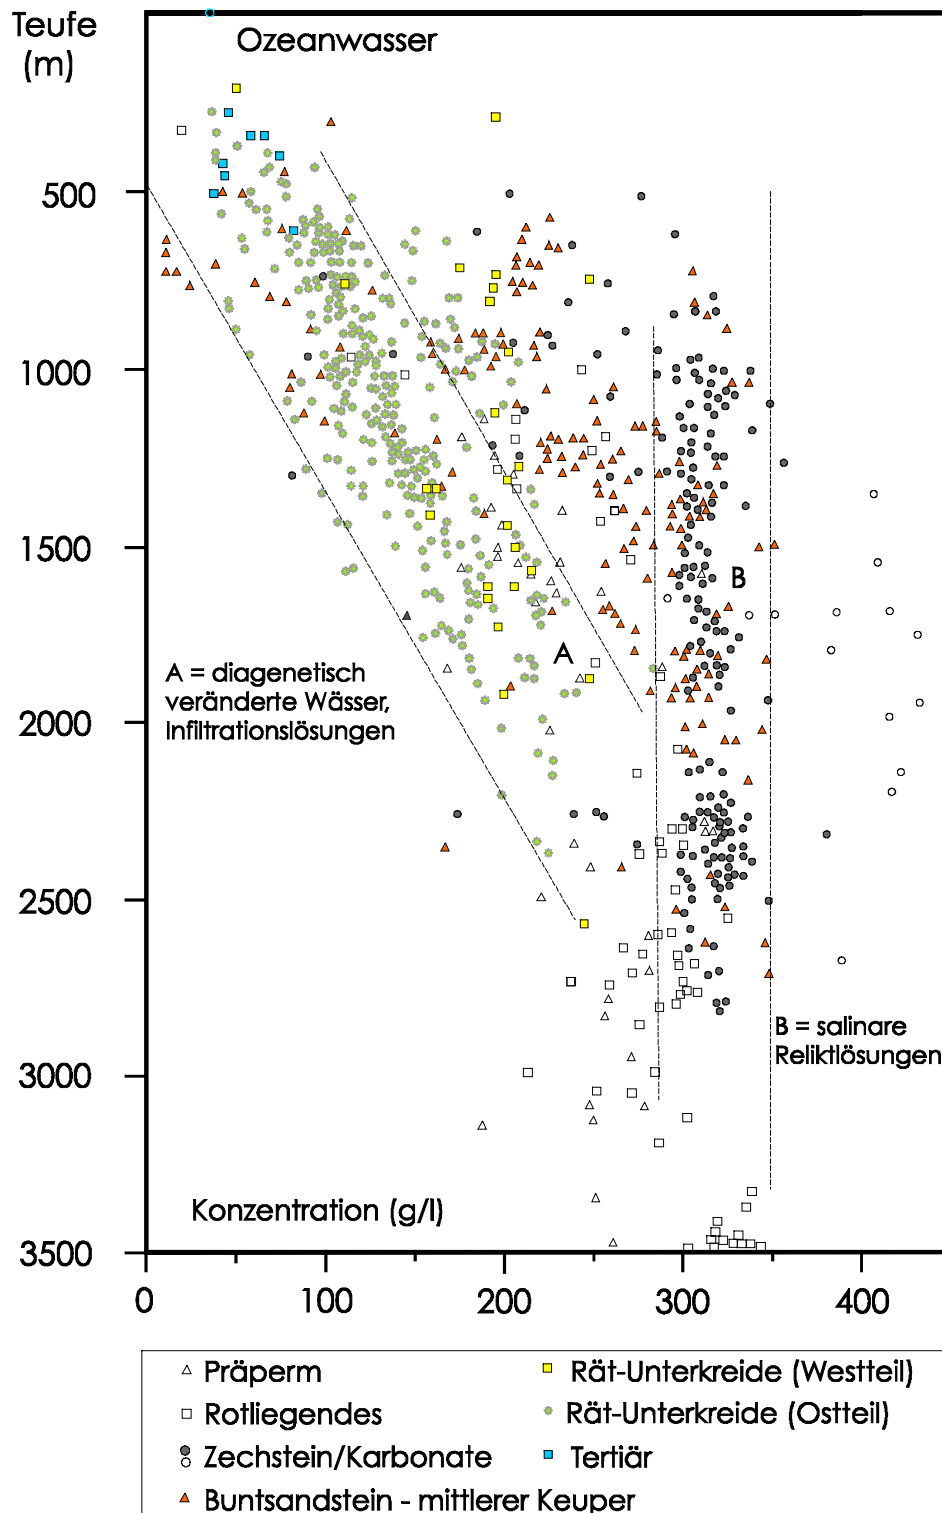 Teufe
(m)
Ozeanwasser
500
1000
1500
B
A
A = diagenetisch
veränderte Wässer,
Infiltrationslösungen
2000
2500
B = salinare
Reliktlösungen
3000
Konzentration (g/l)
3500
0 100 200 300 400
Präperm
Rät-Unterkreide (Westteil)
Rotliegendes
Rät-Unterkreide (Ostteil)
Zechstein/Karbonate
Tertiär
Buntsandstein - mittlerer Keuper